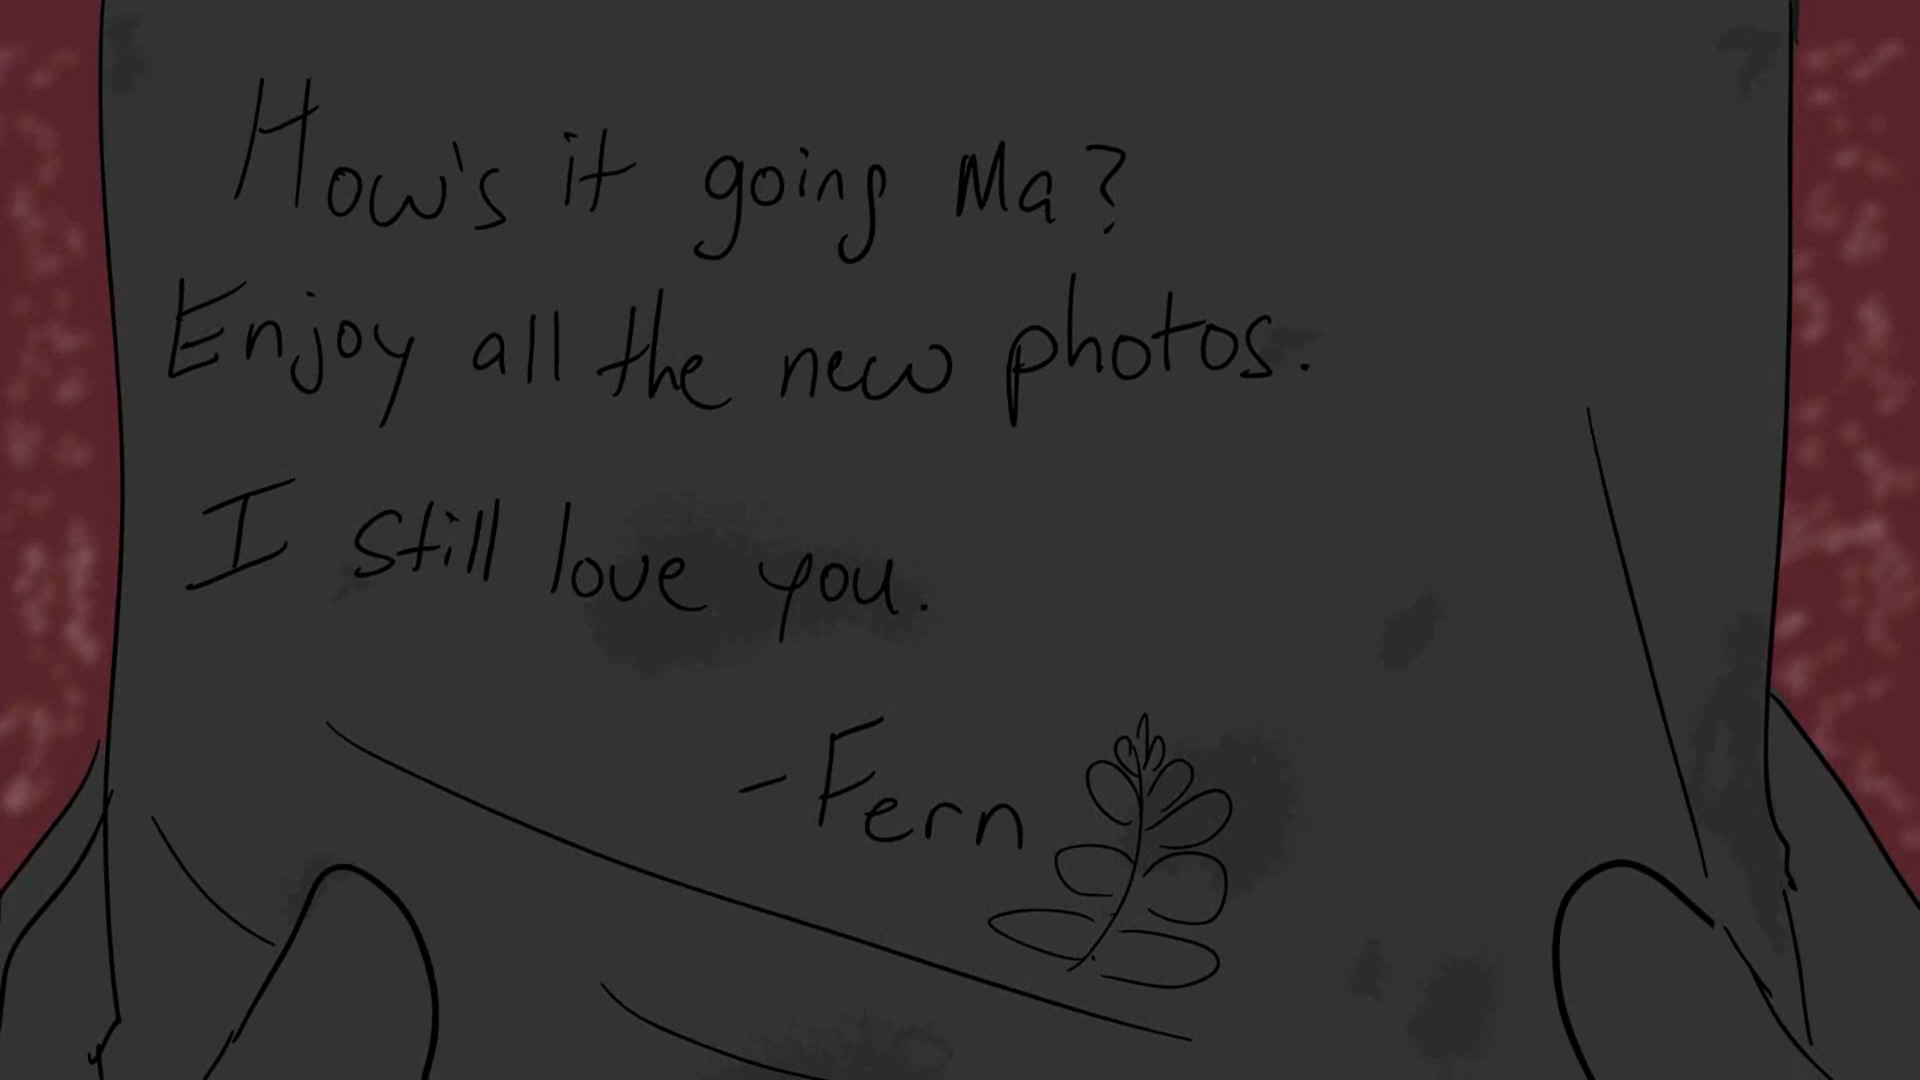 How's it going Ma?
Enjoy all the new photos.
I still love you.
-Fern